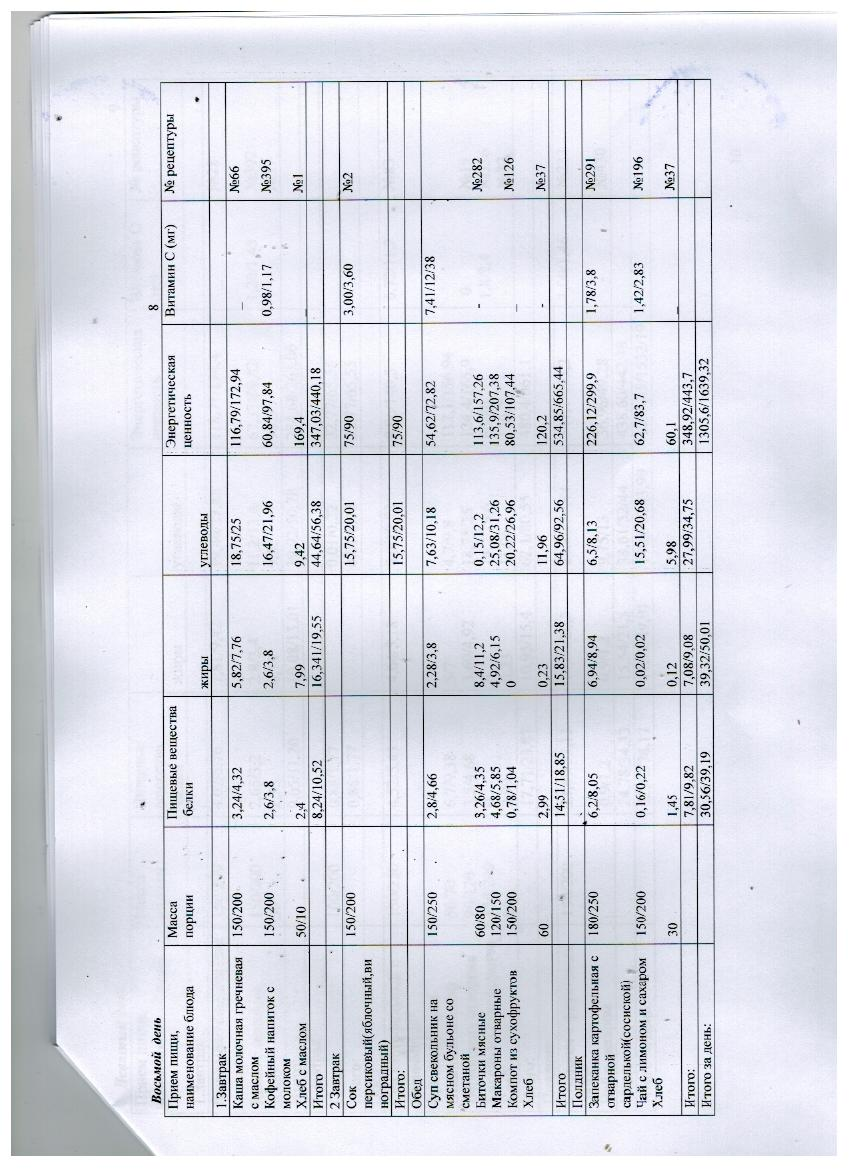 8
Восьмой день
Прием пищи, наименование блюда | Масса порции | Пищевые вещества белки | жиры | углеводы | Энергетическая ценность | Витамин С (мг) | № рецептуры
1.Завтрак
Каша молочная гречневая с маслом | 150/200 | 3,24/4,32 | 5,82/7,76 | 18,75/25 | 116,79/172,94 | – | №66
Кофейный напиток с молоком | 150/200 | 2,6/3,8 | 2,6/3,8 | 16,47/21,96 | 60,84/97,84 | 0,98/1,17 | №395
Хлеб с маслом | 50/10 | 2,4 | 7,99 | 9,42 | 169,4 | – | №1
Итого | 8,24/10,52 | 16,341/19,55 | 44,64/56,38 | 347,03/440,18
2 Завтрак
Сок персиковый(яблочный,виноградный) | 150/200 | 15,75/20,01 | 75/90 | 3,00/3,60 | №2
Итого: | 15,75/20,01 | 75/90
Обед
Суп свекольник на мясном бульоне со сметаной | 150/250 | 2,8/4,66 | 2,28/3,8 | 7,63/10,18 | 54,62/72,82 | 7,41/12/38
Биточки мясные | 60/80 | 3,26/4,35 | 8,4/11,2 | 0,15/12,2 | 113,6/157,26 | - | №282
Макароны отварные | 120/150 | 4,68/5,85 | 4,92/6,15 | 25,08/31,26 | 135,9/207,38
Компот из сухофруктов | 150/200 | 0,78/1,04 | 0 | 20,22/26,96 | 80,53/107,44 | – | №126
Хлеб | 60 | 2,99 | 0,23 | 11,96 | 120,2 | - | №37
Итого | 14,51/18,85 | 15,83/21,38 | 64,96/92,56 | 534,85/665,44
Полдник
Запеканка картофельная с отварной сарделькой(сосиской) | 180/250 | 6,2/8,05 | 6,94/8,94 | 6,5/8,13 | 226,12/299,9 | 1,78/3,8 | №291
Чай с лимоном и сахаром | 150/200 | 0,16/0,22 | 0,02/0,02 | 15,51/20,68 | 62,7/83,7 | 1,42/2,83 | №196
Хлеб | 30 | 1,45 | 0,12 | 5,98 | 60,1 | – | №37
Итого: | 7,81/9,82 | 7,08/9,08 | 27,99/34,75 | 348,92/443,7
Итого за день: | 30,56/39,19 | 39,32/50,01 | 1305,6/1639,32